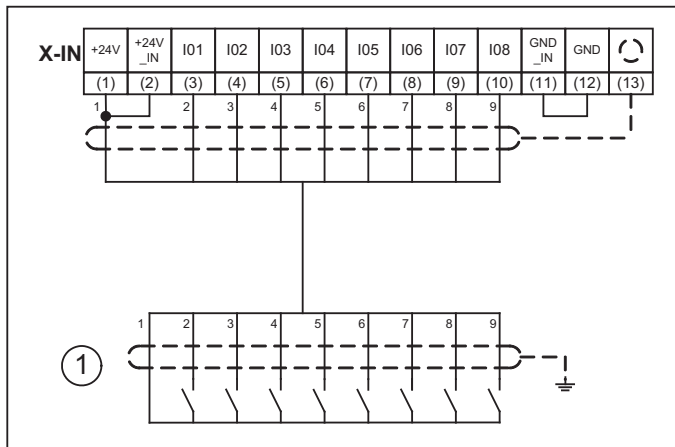 X-IN +24V +24V _IN I01 I02 I03 I04 I05 I06 I07 I08 GND _IN GND
(1) (2) (3) (4) (5) (6) (7) (8) (9) (10) (11) (12) (13)
1 2 3 4 5 6 7 8 9
1 2 3 4 5 6 7 8 9
1